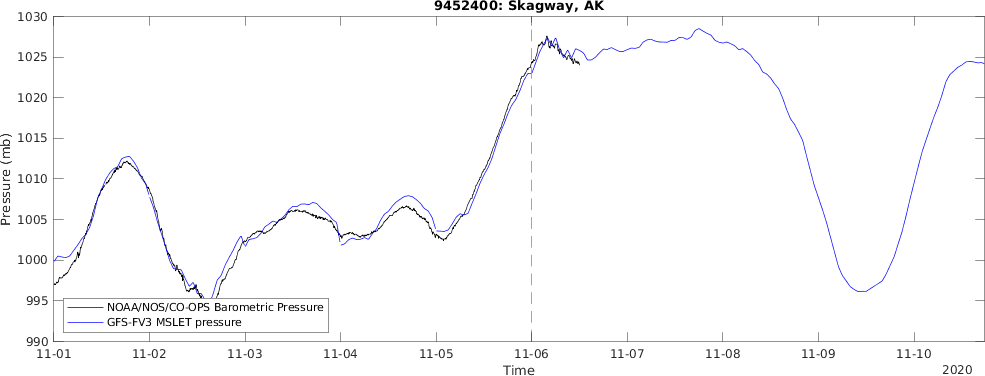 9452400: Skagway, AK
1030
1025
1020
1015
1010
1005
1000
995
990
Pressure (mb)
NOAA/NOS/CO-OPS Barometric Pressure
GFS-FV3 MSLET pressure
11-01 11-02 11-03 11-04 11-05 11-06 11-07 11-08 11-09 11-10
Time
2020